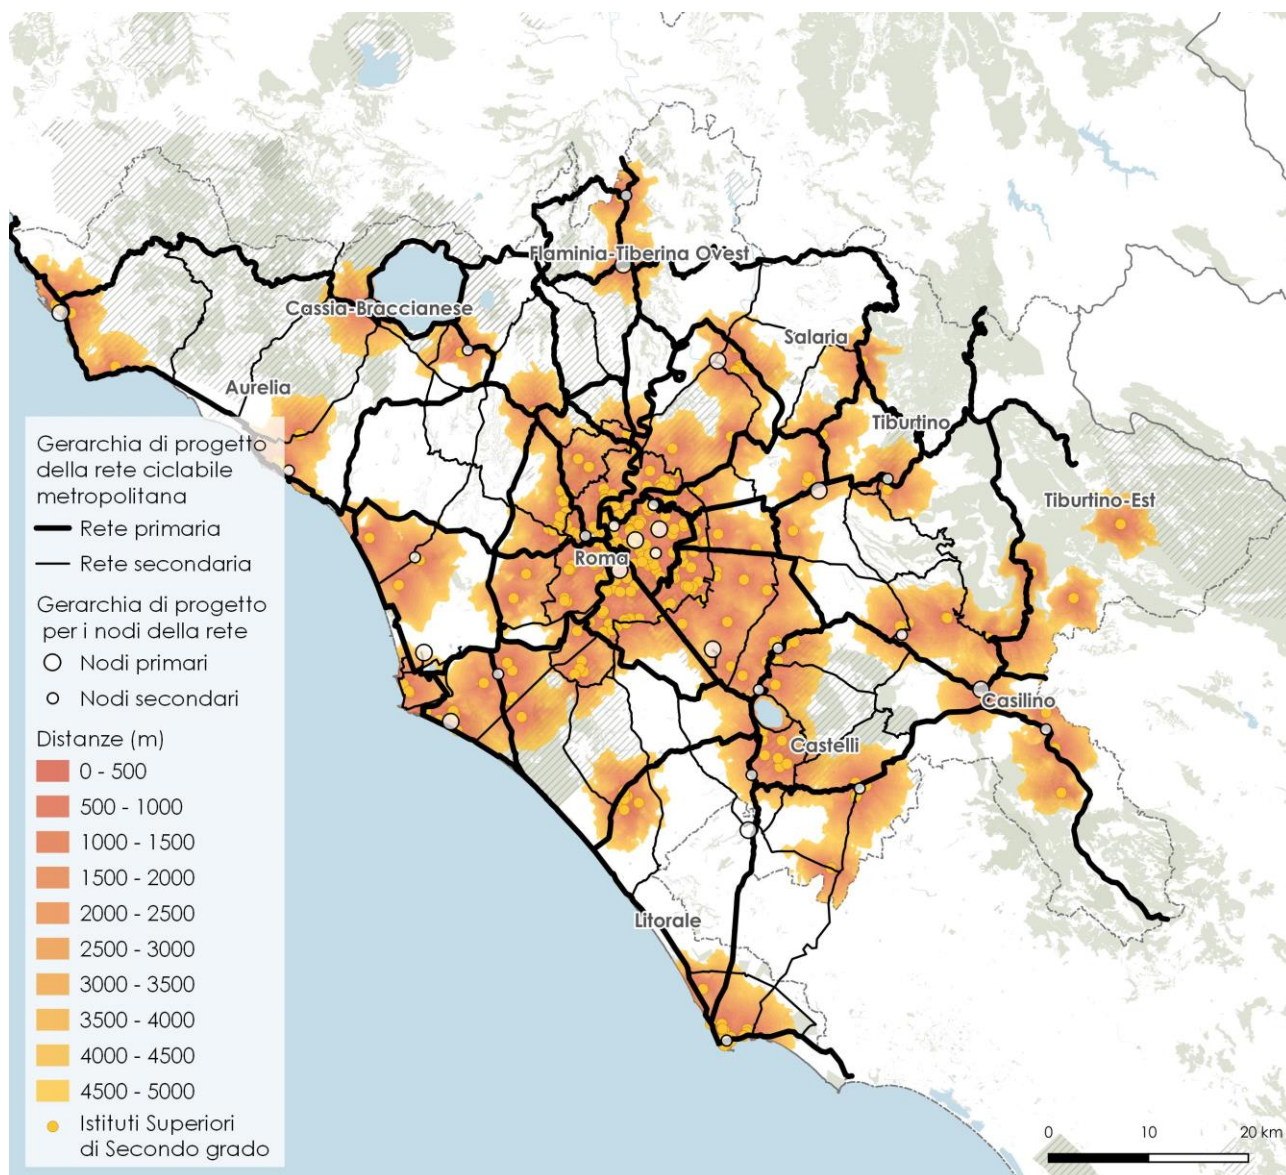 Flaminia-Tiberina Ovest
Cassia-Braccianese
Salaria
Aurelia
Tiburtino
Tiburtino-Est
Roma
Casilino
Castelli
Litorale
Gerarchia di progetto
della rete ciclabile
metropolitana
Rete primaria
Rete secondaria
Gerarchia di progetto
per i nodi della rete
Nodi primari
Nodi secondari
Distanze (m)
0 - 500
500 - 1000
1000 - 1500
1500 - 2000
2000 - 2500
2500 - 3000
3000 - 3500
3500 - 4000
4000 - 4500
4500 - 5000
Istituti Superiori
di Secondo grado
0 10 20 km